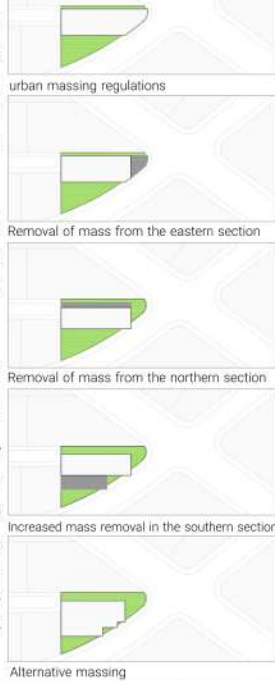 urban massing regulations
Removal of mass from the eastern section
Removal of mass from the northern section
Increased mass removal in the southern section
Alternative massing